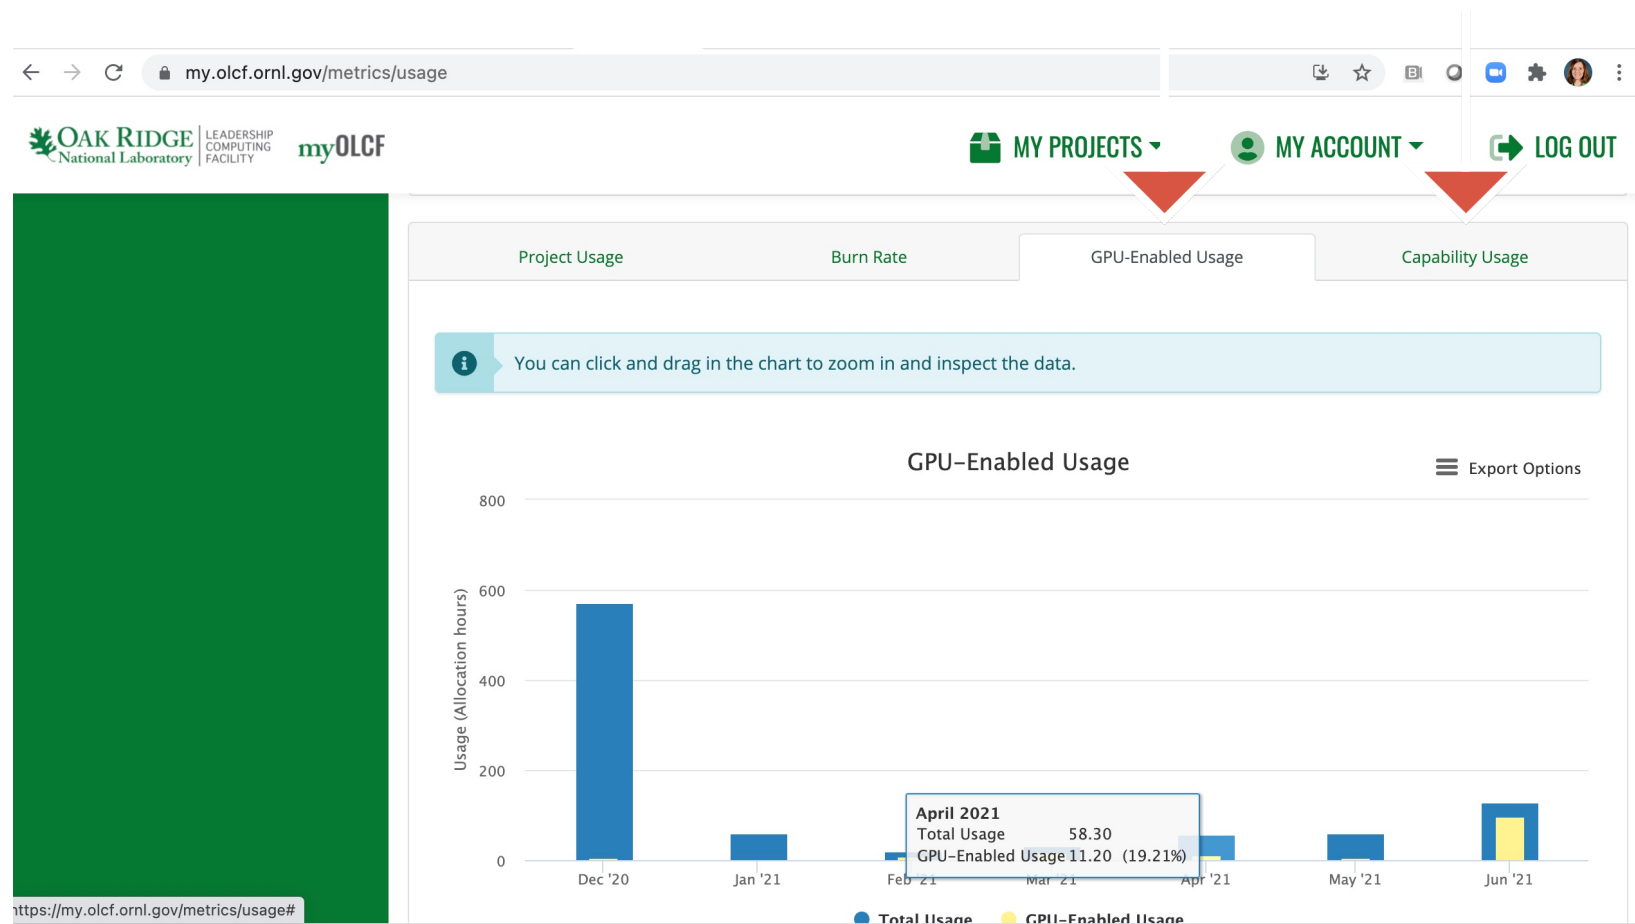 my.olcf.ornl.gov/metrics/usage
OAK RIDGE
National Laboratory
LEADERSHIP
COMPUTING
FACILITY
myOLCF
MY PROJECTS
MY ACCOUNT
LOG OUT
Project Usage
Burn Rate
GPU-Enabled Usage
Capability Usage
You can click and drag in the chart to zoom in and inspect the data.
GPU-Enabled Usage
Export Options
Usage (Allocation hours)
800
600
400
200
0
April 2021
Total Usage 58.30
GPU-Enabled Usage 11.20 (19.21%)
Dec '20
Jan '21
Feb '21
Mar '21
Apr '21
May '21
Jun '21
Total Usage
GPU-Enabled Usage
https://my.olcf.ornl.gov/metrics/usage#